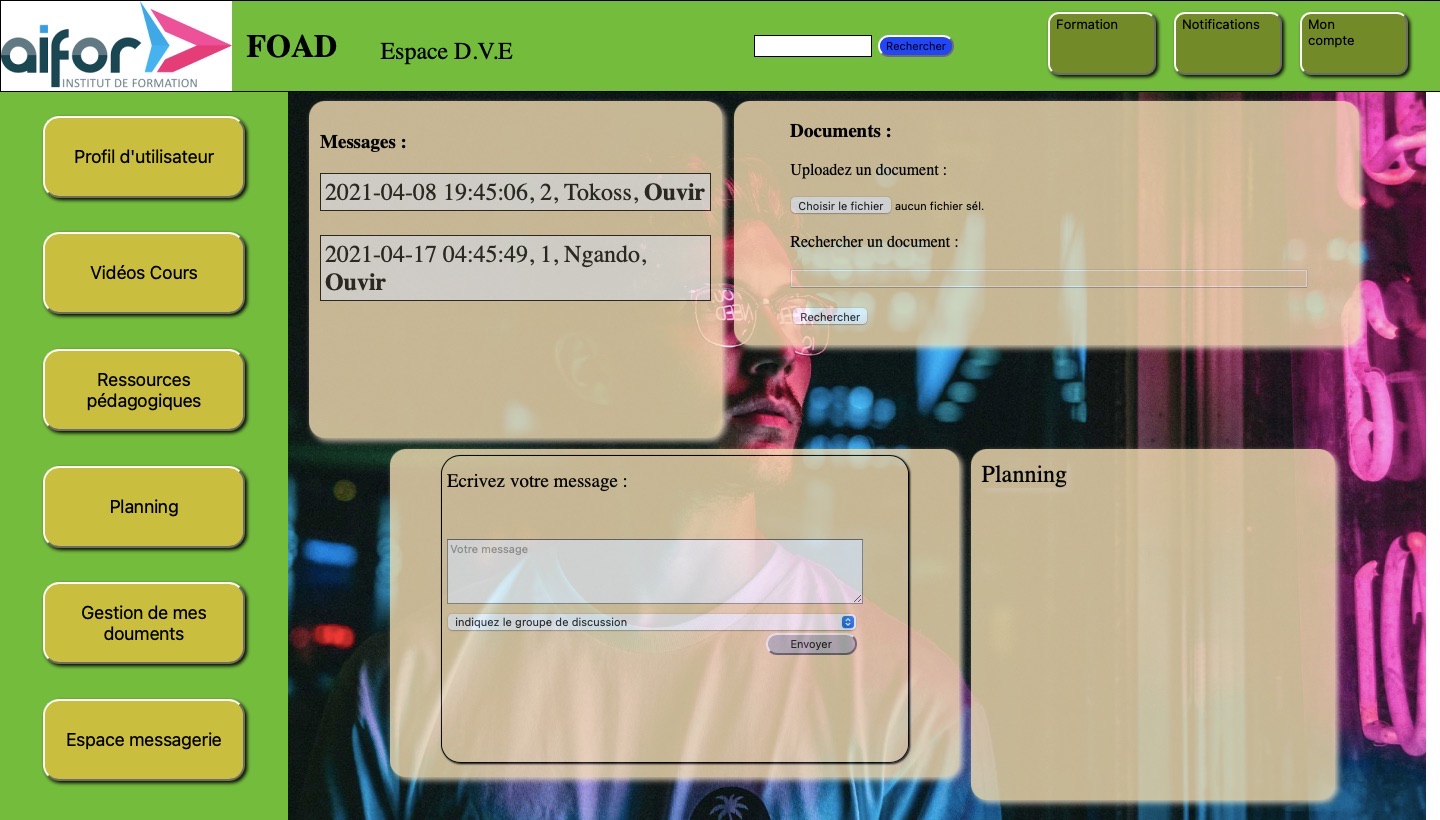 aifor
INSTITUT DE FORMATION
FOAD
Espace D.V.E
Rechercher
Formation
Notifications
Mon
compte
Profil d'utilisateur
Vidéos Cours
Ressources
pédagogiques
Planning
Gestion de mes
douments
Espace messagerie
Messages :
2021-04-08 19:45:06, 2, Tokoss, Ouvir
2021-04-17 04:45:49, 1, Ngando,
Ouvir
Documents :
Uploadez un document :
Choisir le fichier aucun fichier sél.
Rechercher un document :
Rechercher
Ecrivez votre message :
Votre message
indiquez le groupe de discussion
Envoyer
Planning